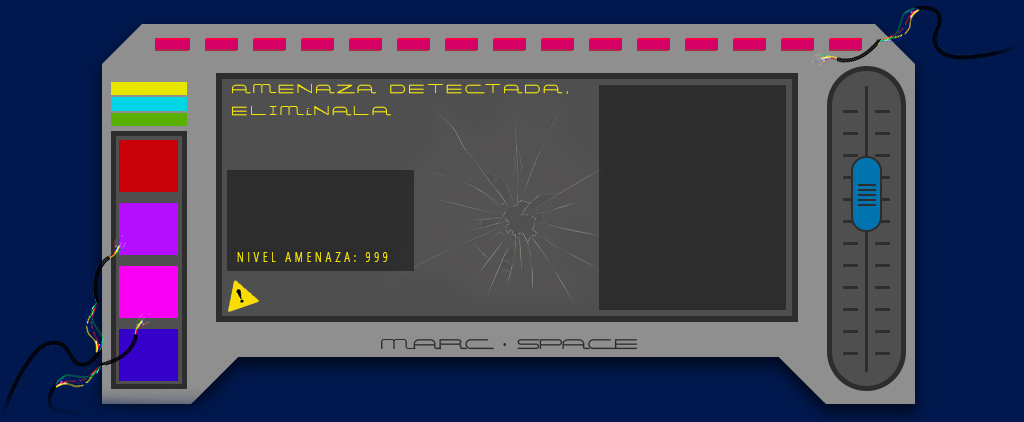 AMENAZA DETECTADA,
ELIMINALA
NIVEL AMENAZA: 999
!
MARC · SPACE